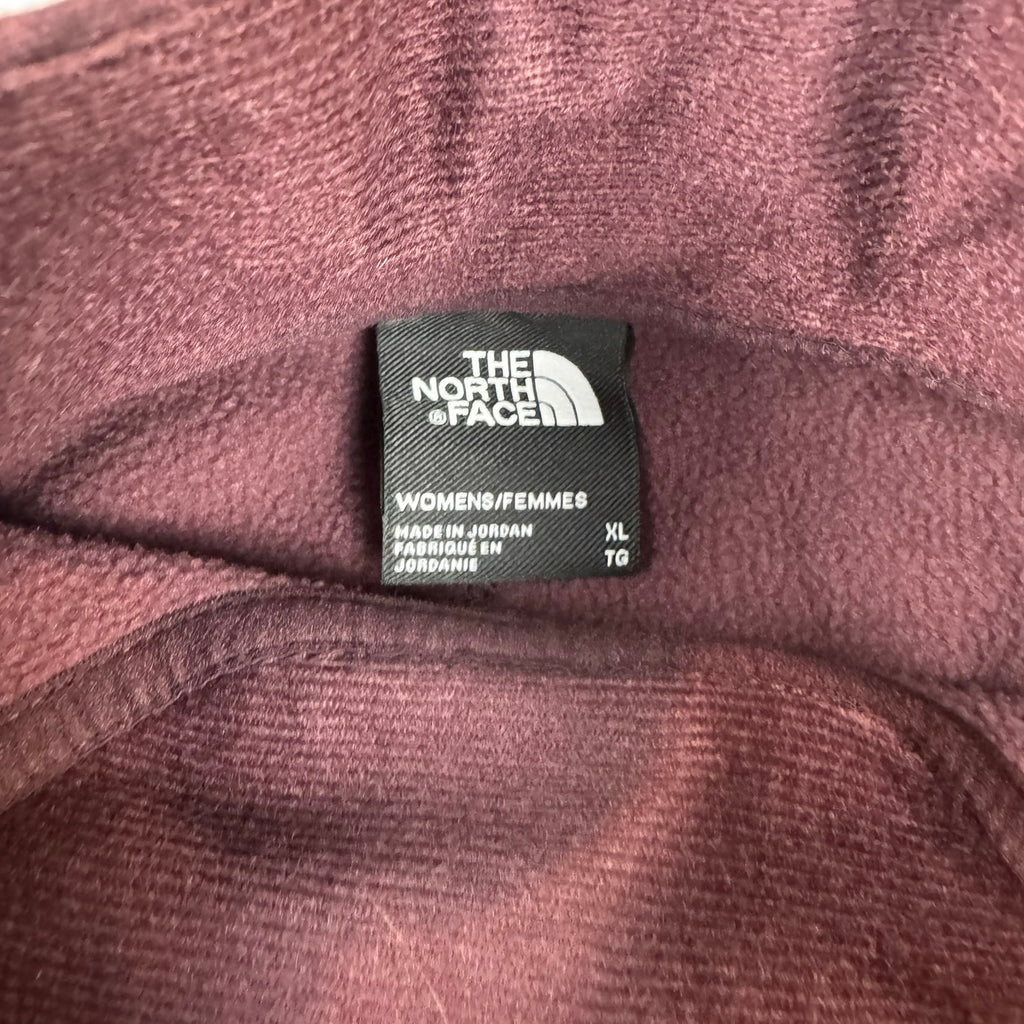 THE
NORTH
®FACE
WOMENS/FEMMES
MADE IN JORDAN XL
FABRIQUÉ EN TG
JORDANIE